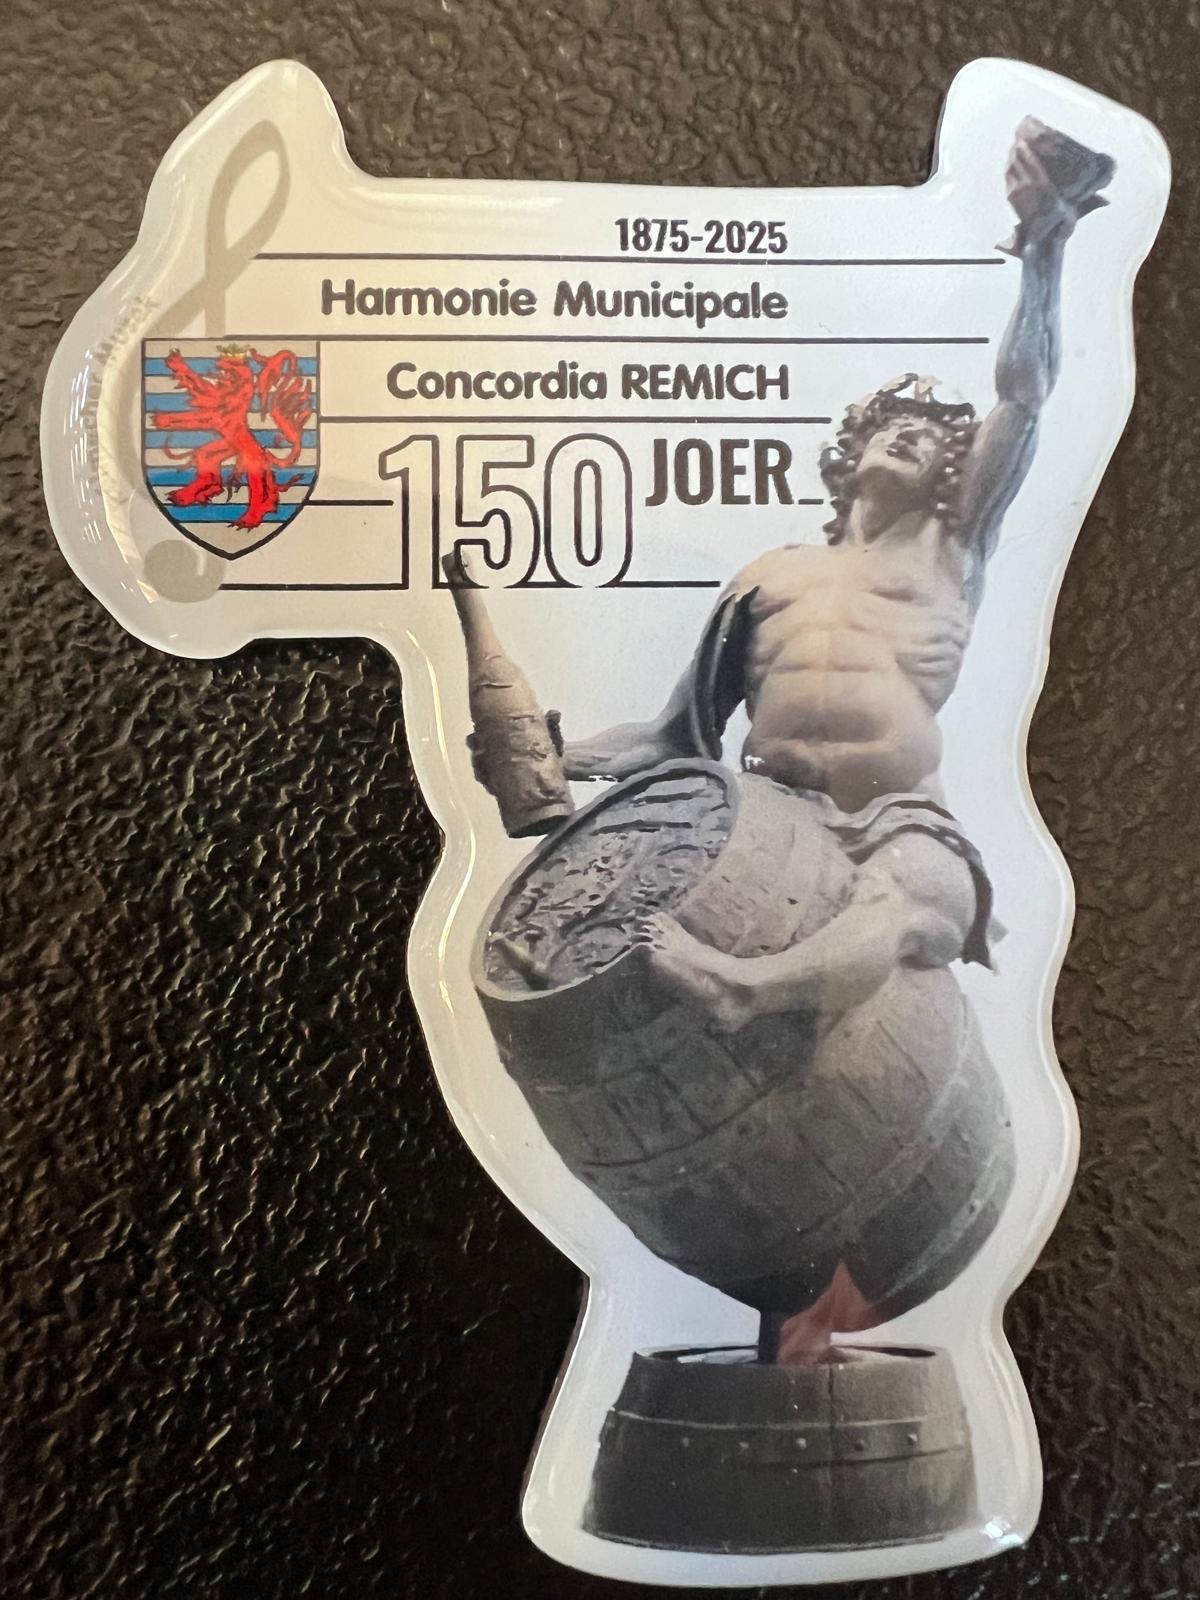 1875-2025
Harmonie Municipale
Concordia REMICH
150 JOER